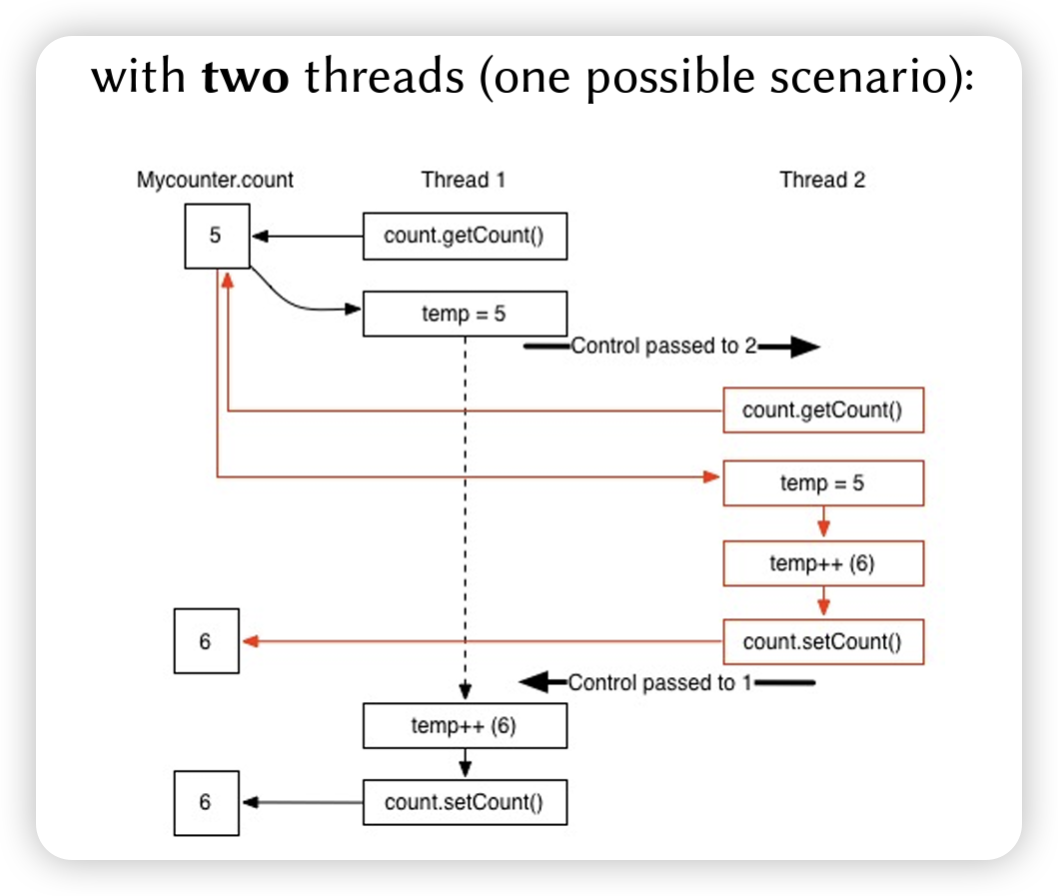 with two threads (one possible scenario):
Mycounter.count
Thread 1
Thread 2
5
count.getCount()
temp = 5
Control passed to 2
count.getCount()
temp = 5
temp++ (6)
6
count.setCount()
Control passed to 1
temp++ (6)
6
count.setCount()